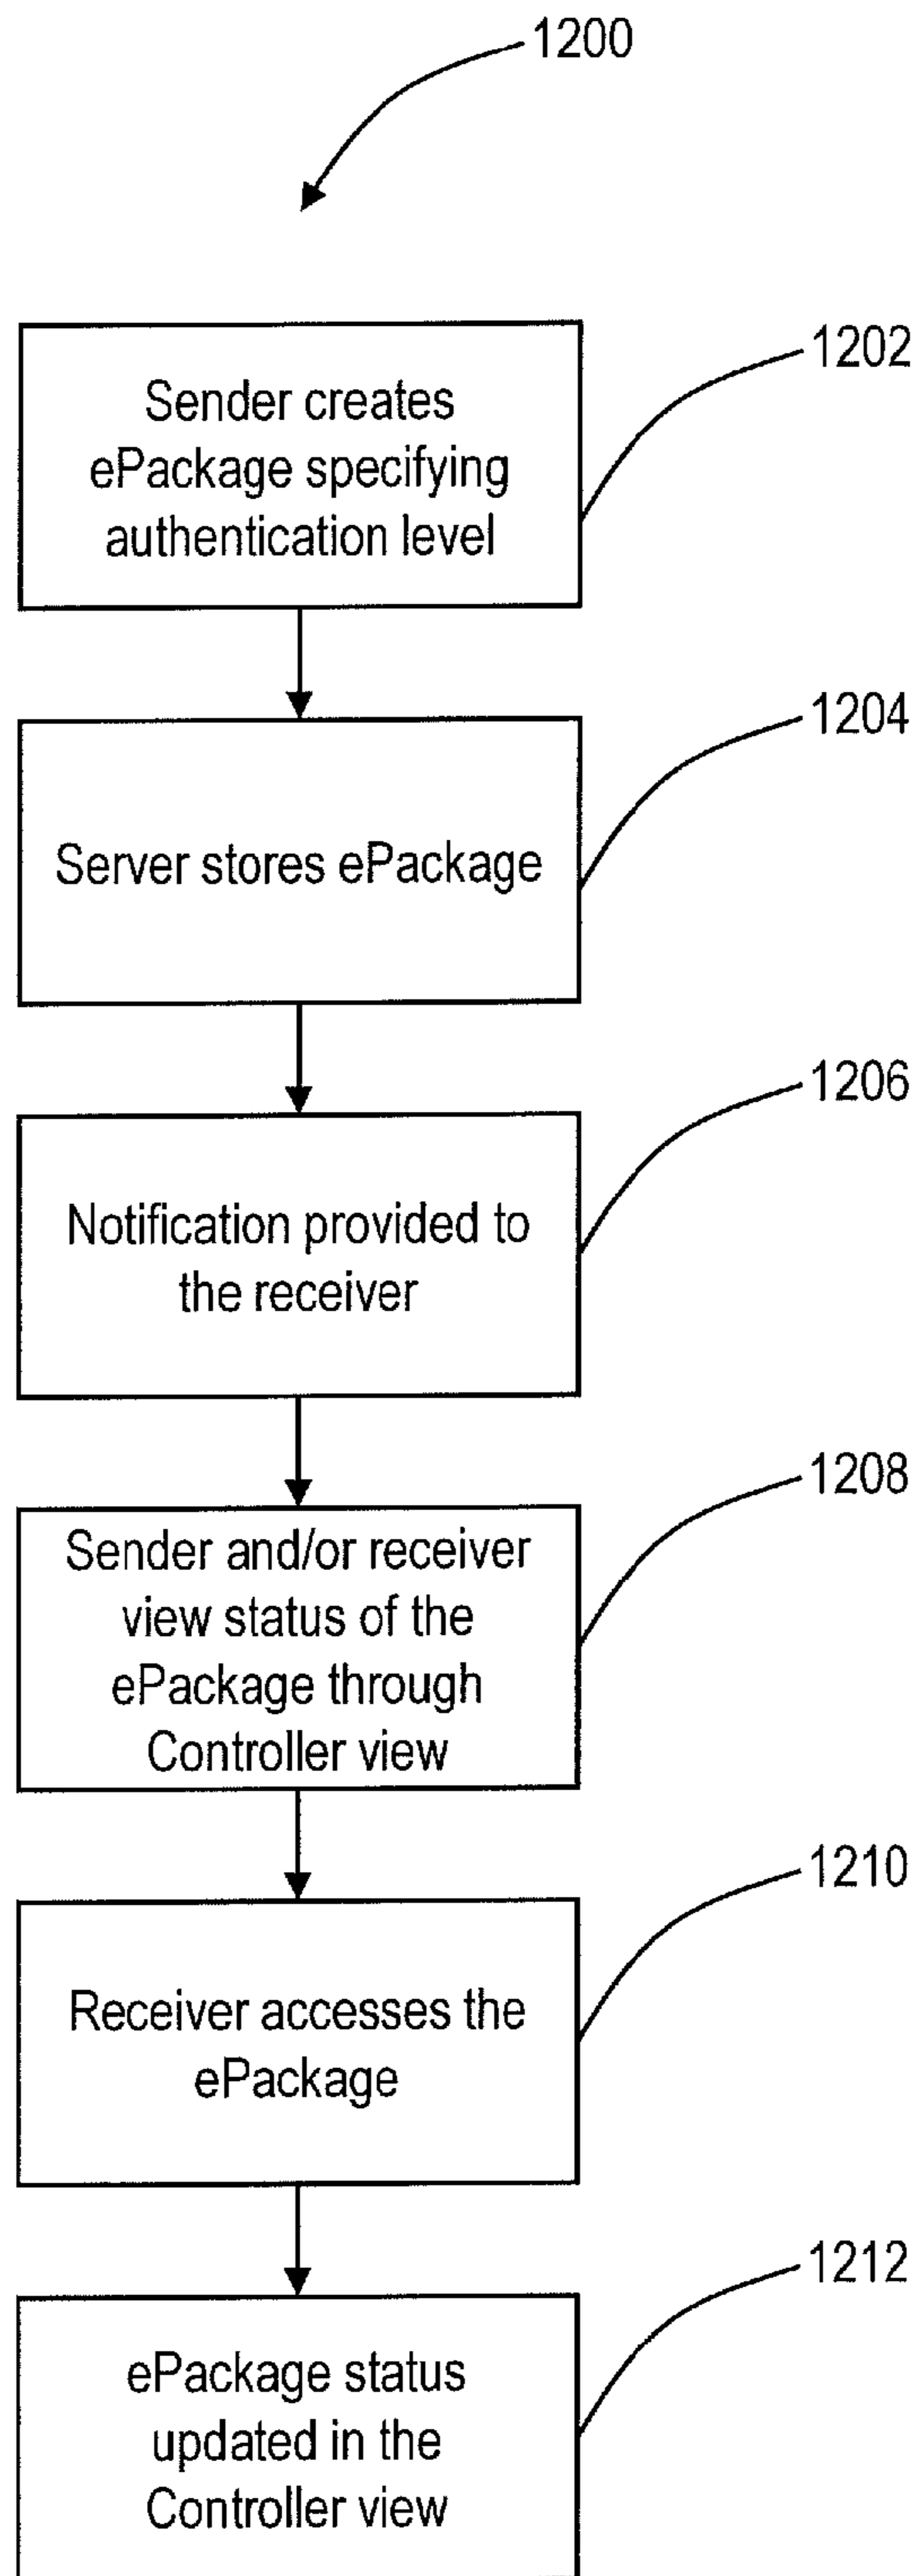 1200
1202
Sender creates
ePackage specifying
authentication level
1204
Server stores ePackage
1206
Notification provided to
the receiver
1208
Sender and/or receiver
view status of the
ePackage through
Controller view
1210
Receiver accesses the
ePackage
1212
ePackage status
updated in the
Controller view